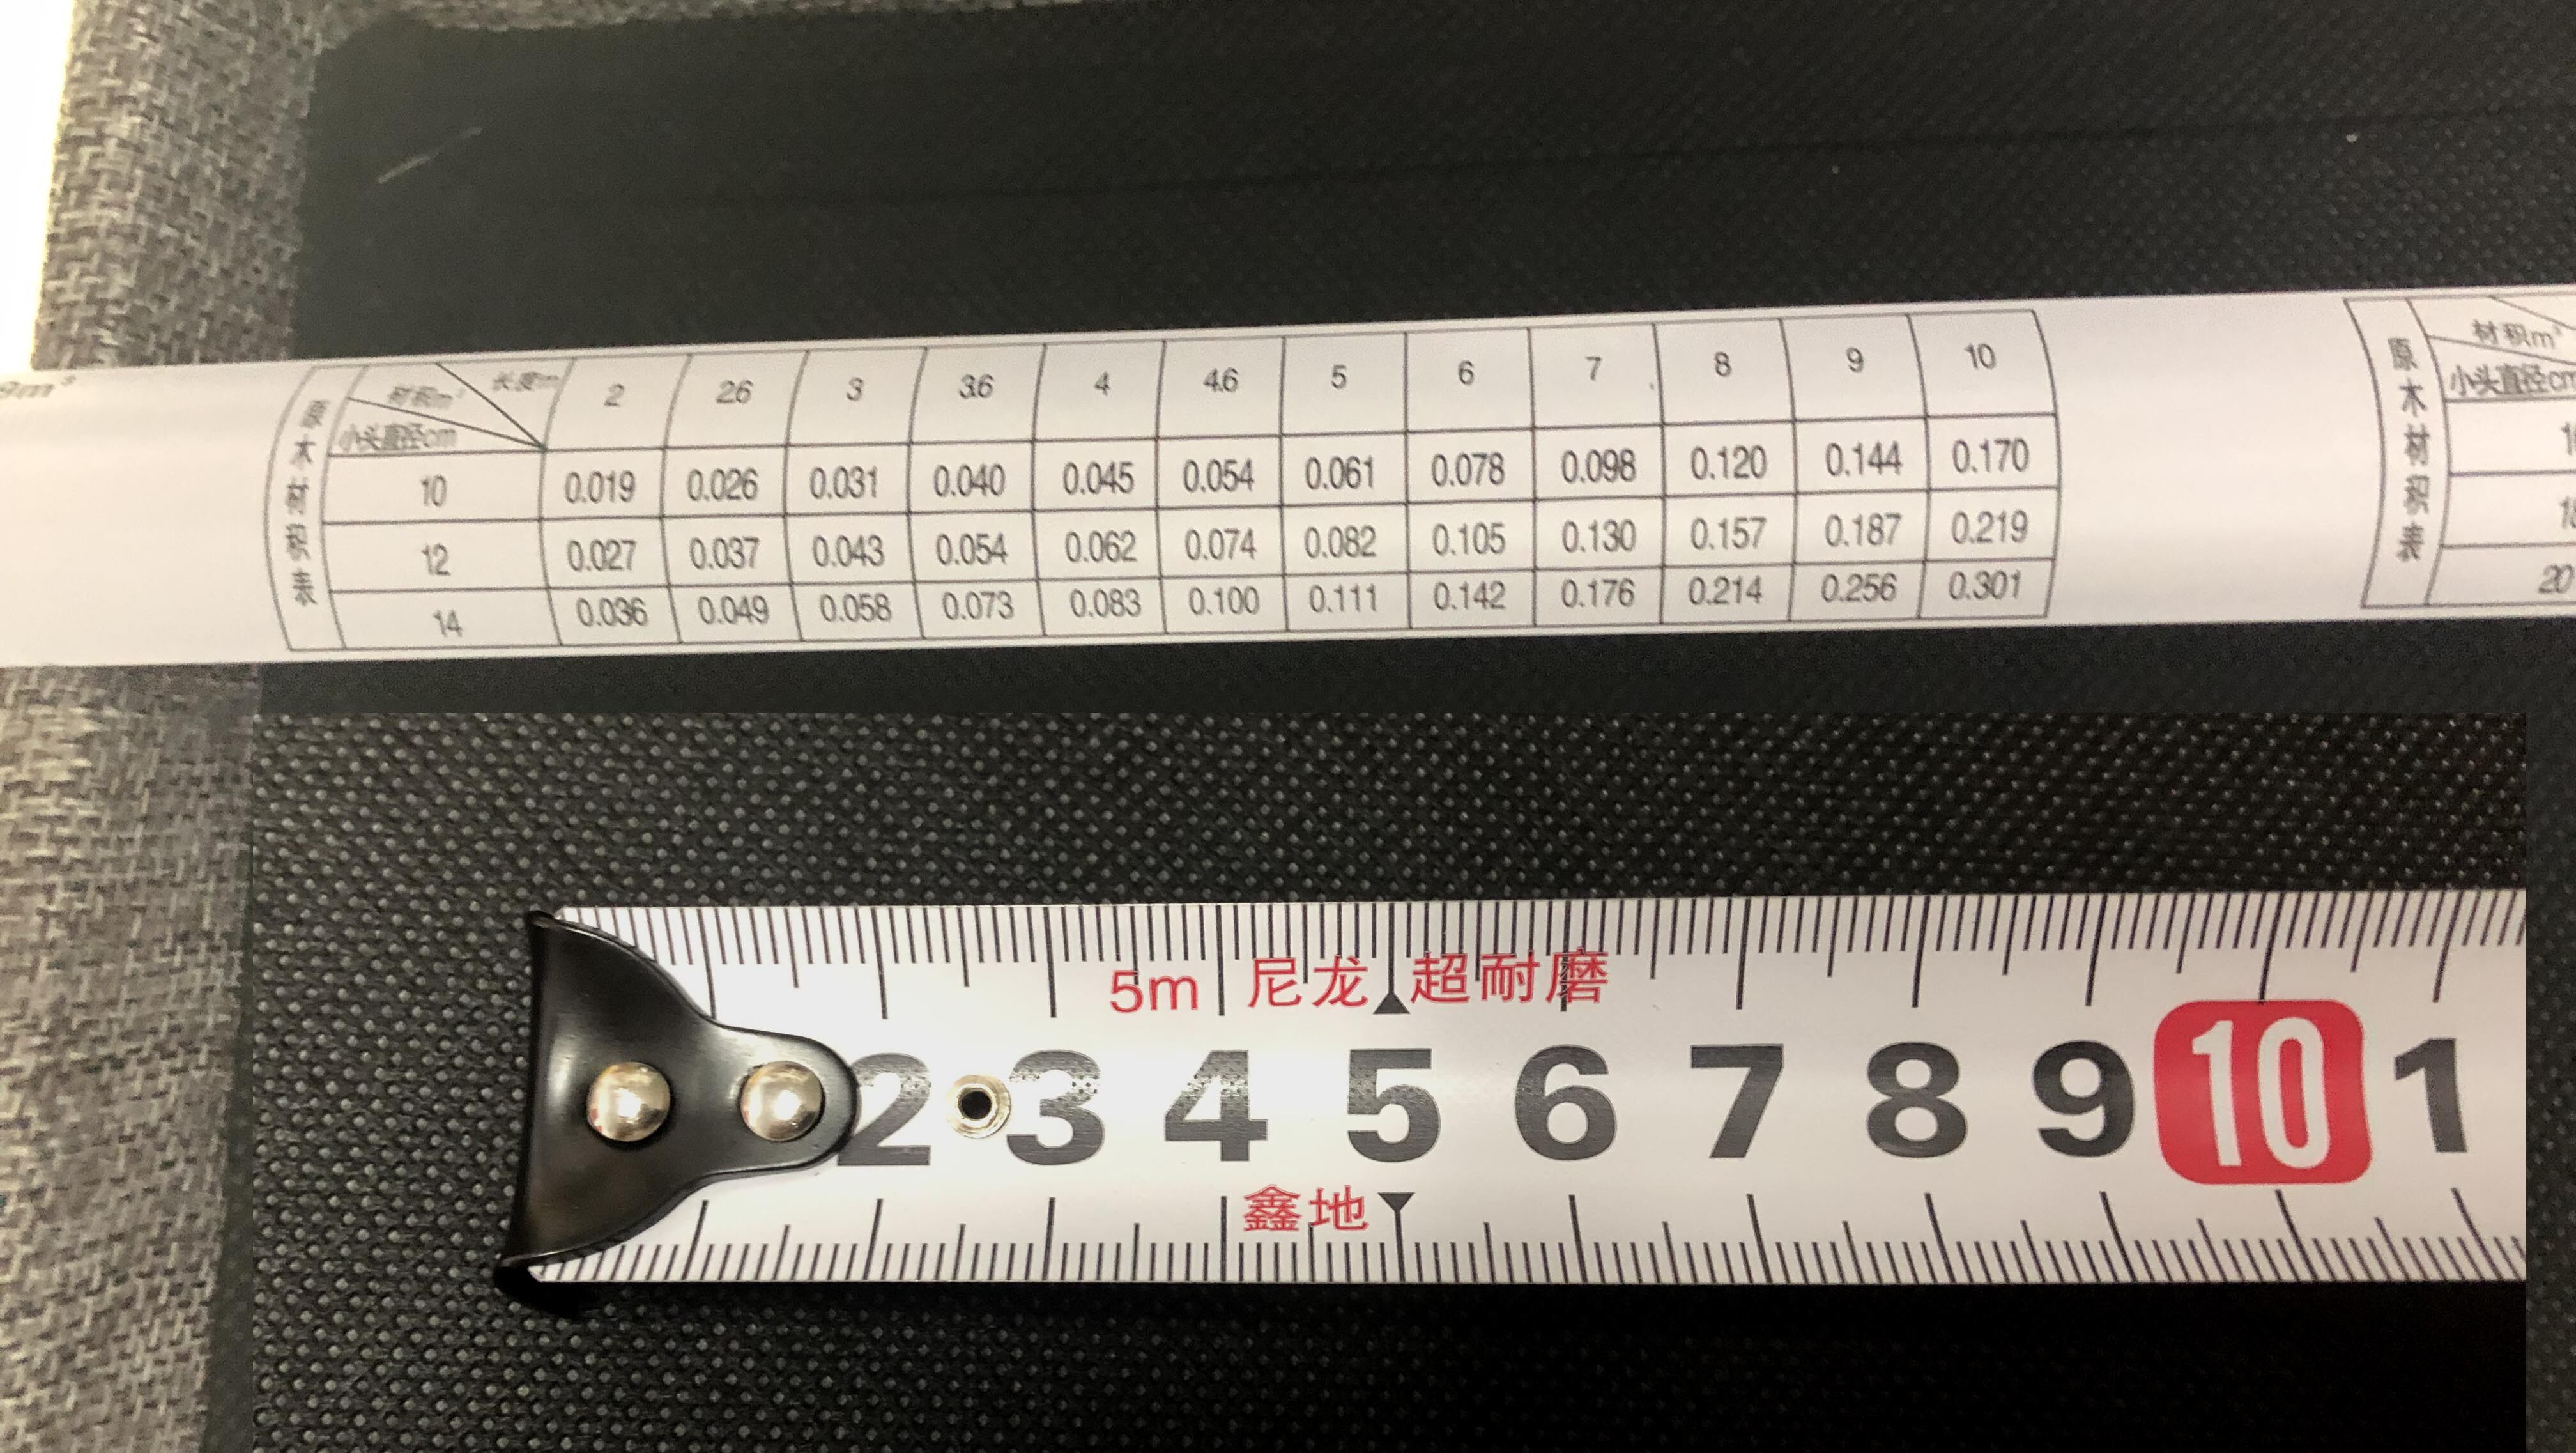 9m³
原木材积表
材积m³ 长度m 2 2.6 3 3.6 4 4.6 5 6 7 8 9 10
小头直径cm
10 0.019 0.026 0.031 0.040 0.045 0.054 0.061 0.078 0.098 0.120 0.144 0.170
12 0.027 0.037 0.043 0.054 0.062 0.074 0.082 0.105 0.130 0.157 0.187 0.219
14 0.036 0.049 0.058 0.073 0.083 0.100 0.111 0.142 0.176 0.214 0.256 0.301
原木材积表
材积m³
小头直径cm
20
5m 尼龙 超耐磨
2 3 4 5 6 7 8 9 10 1
鑫地